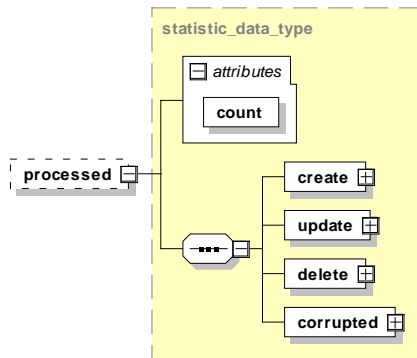 statistic_data_type
attributes
count
processed
create
update
delete
corrupted